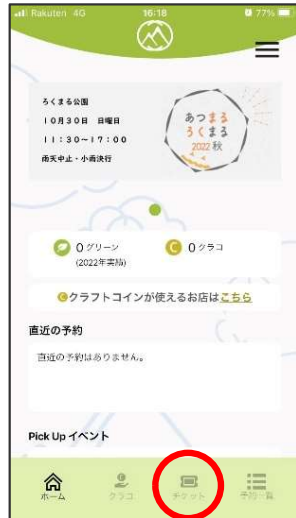 Rakuten 4G 16:18 77%
ろくまる公園
10月30日 日曜日
11：30~17：00
雨天中止・小雨決行
あつまる
ろくまる
2022 秋
0 グリーン
(2022年実績)
C 0 クラコ
Cクラフトコインが使えるお店はこちら
直近の予約
直近の予約はありません。
Pick Up イベント
ホーム クラコ チケット 予約一覧